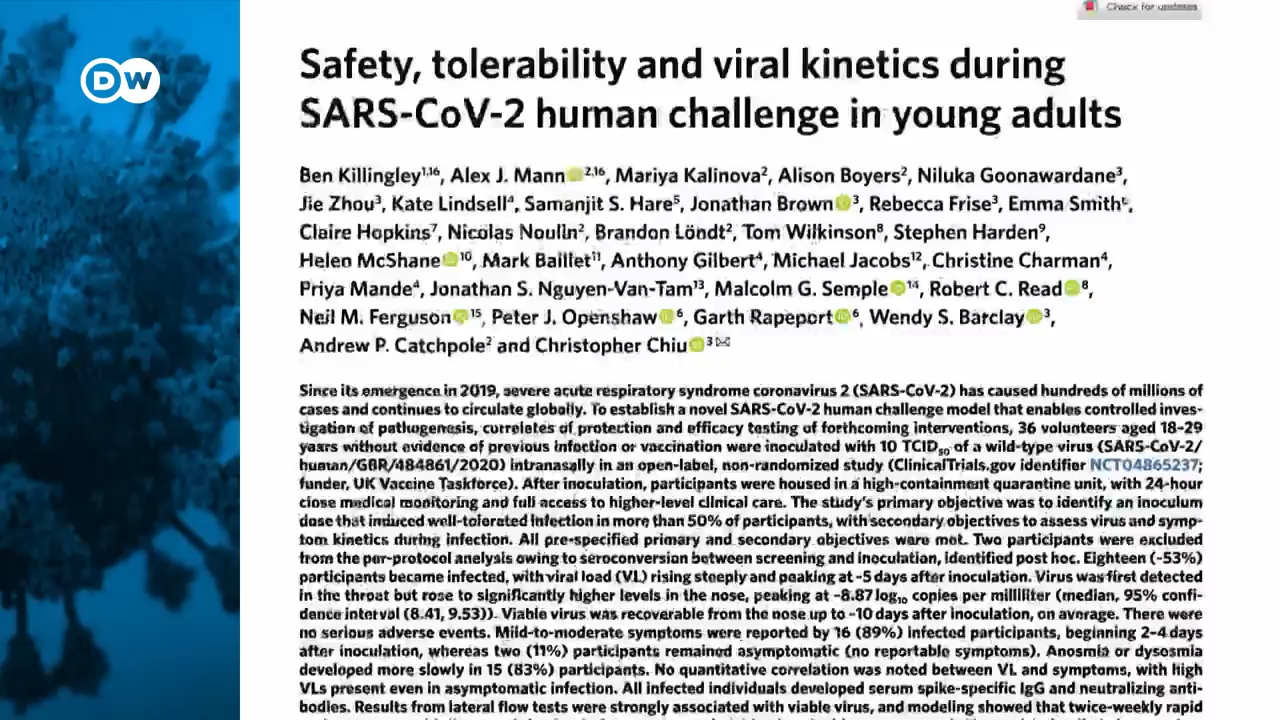 DW
Check for updates
Safety, tolerability and viral kinetics during
SARS-CoV-2 human challenge in young adults
Ben Killingley1,16, Alex J. Mann 2,16, Mariya Kalinova2, Alison Boyers2, Niluka Goonawardane3,
Jie Zhou3, Kate Lindsell4, Samanjit S. Hare5, Jonathan Brown 3, Rebecca Frise3, Emma Smith6,
Claire Hopkins7, Nicolas Noulin2, Brandon Löndt2, Tom Wilkinson8, Stephen Harden9,
Helen McShane 10, Mark Baillet11, Anthony Gilbert4, Michael Jacobs12, Christine Charman4,
Priya Mande4, Jonathan S. Nguyen-Van-Tam13, Malcolm G. Semple 14, Robert C. Read 8,
Neil M. Ferguson 15, Peter J. Openshaw 6, Garth Rapeport 6, Wendy S. Barclay 3,
Andrew P. Catchpole2 and Christopher Chiu 3
Since its emergence in 2019, severe acute respiratory syndrome coronavirus 2 (SARS-CoV-2) has caused hundreds of millions of
cases and continues to circulate globally. To establish a novel SARS-CoV-2 human challenge model that enables controlled inves-
tigation of pathogenesis, correlates of protection and efficacy testing of forthcoming interventions, 36 volunteers aged 18–29
years without evidence of previous infection or vaccination were inoculated with 10 TCID50 of a wild-type virus (SARS-CoV-2/
human/GBR/484861/2020) intranasally in an open-label, non-randomized study (ClinicalTrials.gov identifier NCT04865237;
funder, UK Vaccine Taskforce). After inoculation, participants were housed in a high-containment quarantine unit, with 24-hour
close medical monitoring and full access to higher-level clinical care. The study's primary objective was to identify an inoculum
dose that induced well-tolerated infection in more than 50% of participants, with secondary objectives to assess virus and symp-
tom kinetics during infection. All pre-specified primary and secondary objectives were met. Two participants were excluded
from the per-protocol analysis owing to seroconversion between screening and inoculation, identified post hoc. Eighteen (~53%)
participants became infected, with viral load (VL) rising steeply and peaking at ~5 days after inoculation. Virus was first detected
in the throat but rose to significantly higher levels in the nose, peaking at ~8.87 log10 copies per milliliter (median, 95% confi-
dence interval (8.41, 9.53)). Viable virus was recoverable from the nose up to ~10 days after inoculation, on average. There were
no serious adverse events. Mild-to-moderate symptoms were reported by 16 (89%) infected participants, beginning 2–4 days
after inoculation, whereas two (11%) participants remained asymptomatic (no reportable symptoms). Anosmia or dysosmia
developed more slowly in 15 (83%) participants. No quantitative correlation was noted between VL and symptoms, with high
VLs present even in asymptomatic infection. All infected individuals developed serum spike-specific IgG and neutralizing anti-
bodies. Results from lateral flow tests were strongly associated with viable virus, and modeling showed that twice-weekly rapid